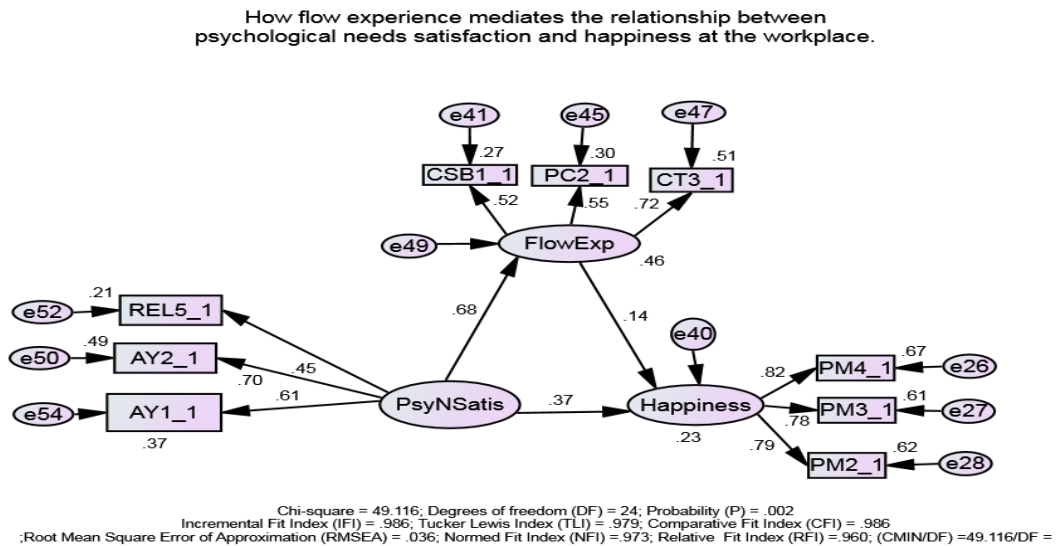 How flow experience mediates the relationship between
psychological needs satisfaction and happiness at the workplace.
e41
e45
e47
.27
.30
.51
CSB1_1
PC2_1
CT3_1
.52
.55
.72
e49
FlowExp
.46
.21
e52
REL5_1
.68
.14
e40
.49
e50
AY2_1
.45
.70
.61
e54
AY1_1
.37
PsyNSatis
.37
Happiness
.23
.82
PM4_1
.67
e26
.78
PM3_1
.61
e27
.79
PM2_1
.62
e28
Chi-square = 49.116; Degrees of freedom (DF) = 24; Probability (P) = .002
Incremental Fit Index (IFI) = .986; Tucker Lewis Index (TLI) = .979; Comparative Fit Index (CFI) = .986
;Root Mean Square Error of Approximation (RMSEA) = .036; Normed Fit Index (NFI) =.973; Relative Fit Index (RFI) =.960; (CMIN/DF) =49.116/DF =